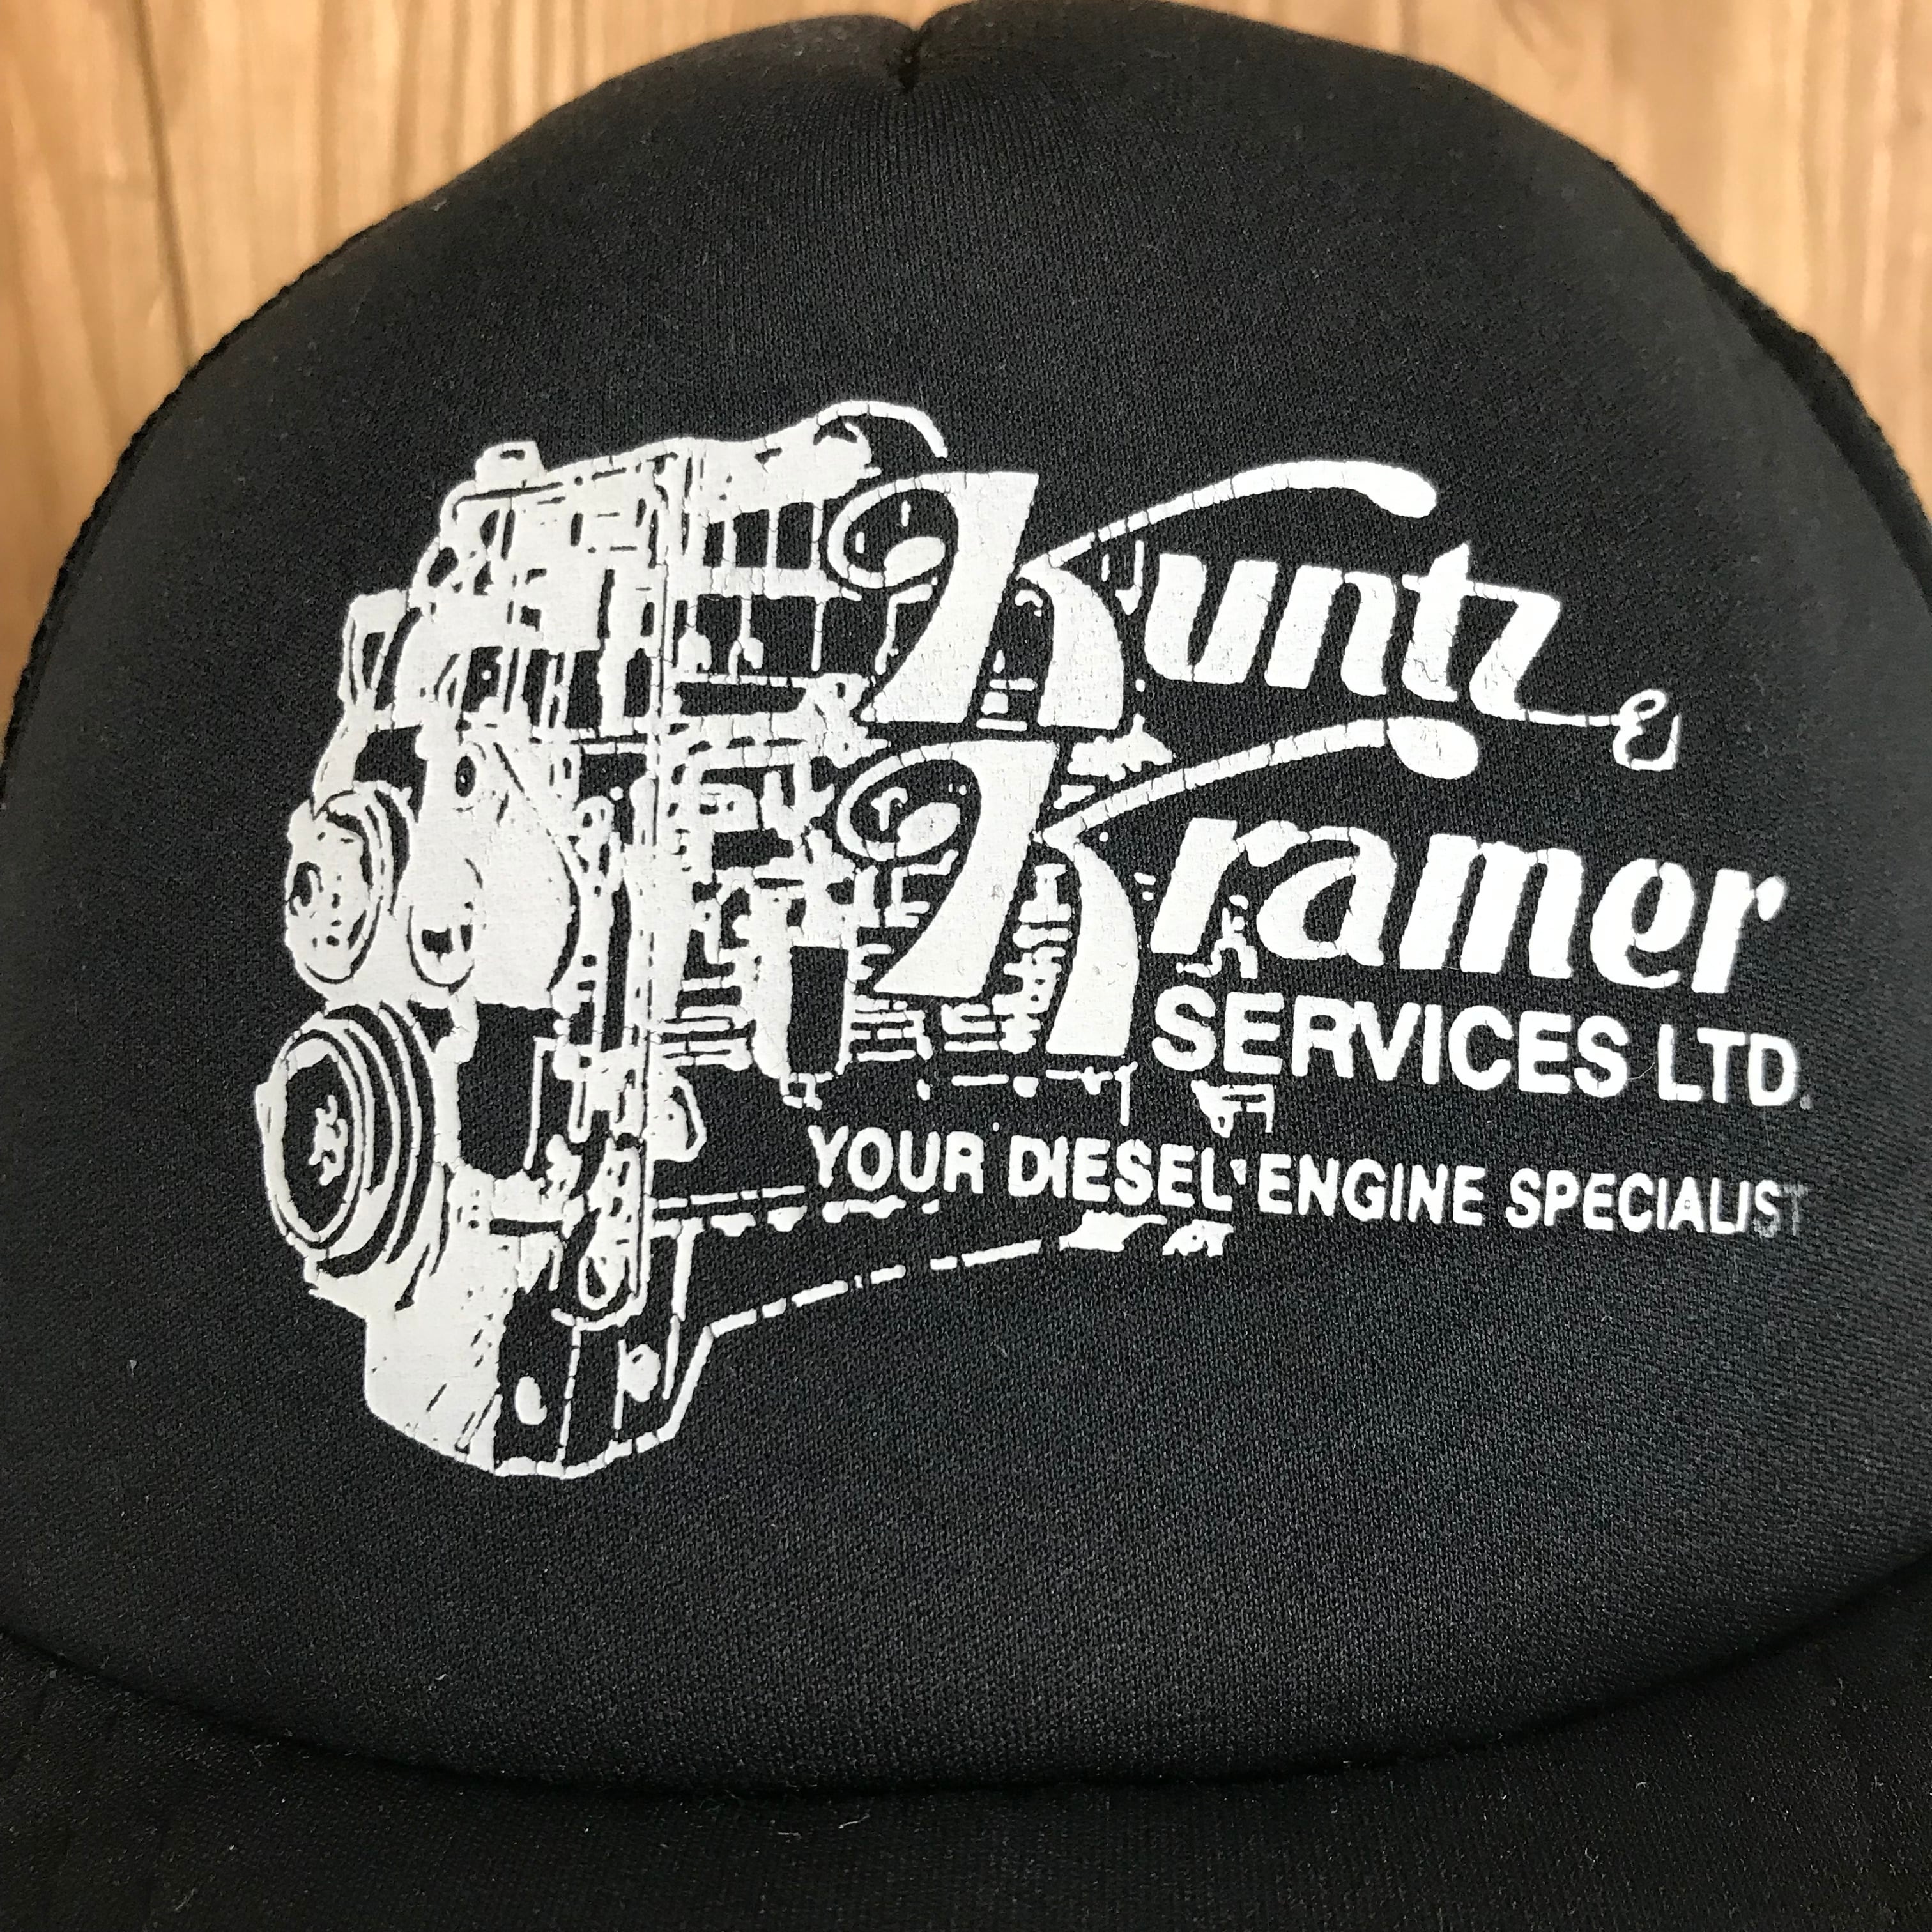 Kuntz &
Kramer
SERVICES LTD.
YOUR DIESEL ENGINE SPECIALIST